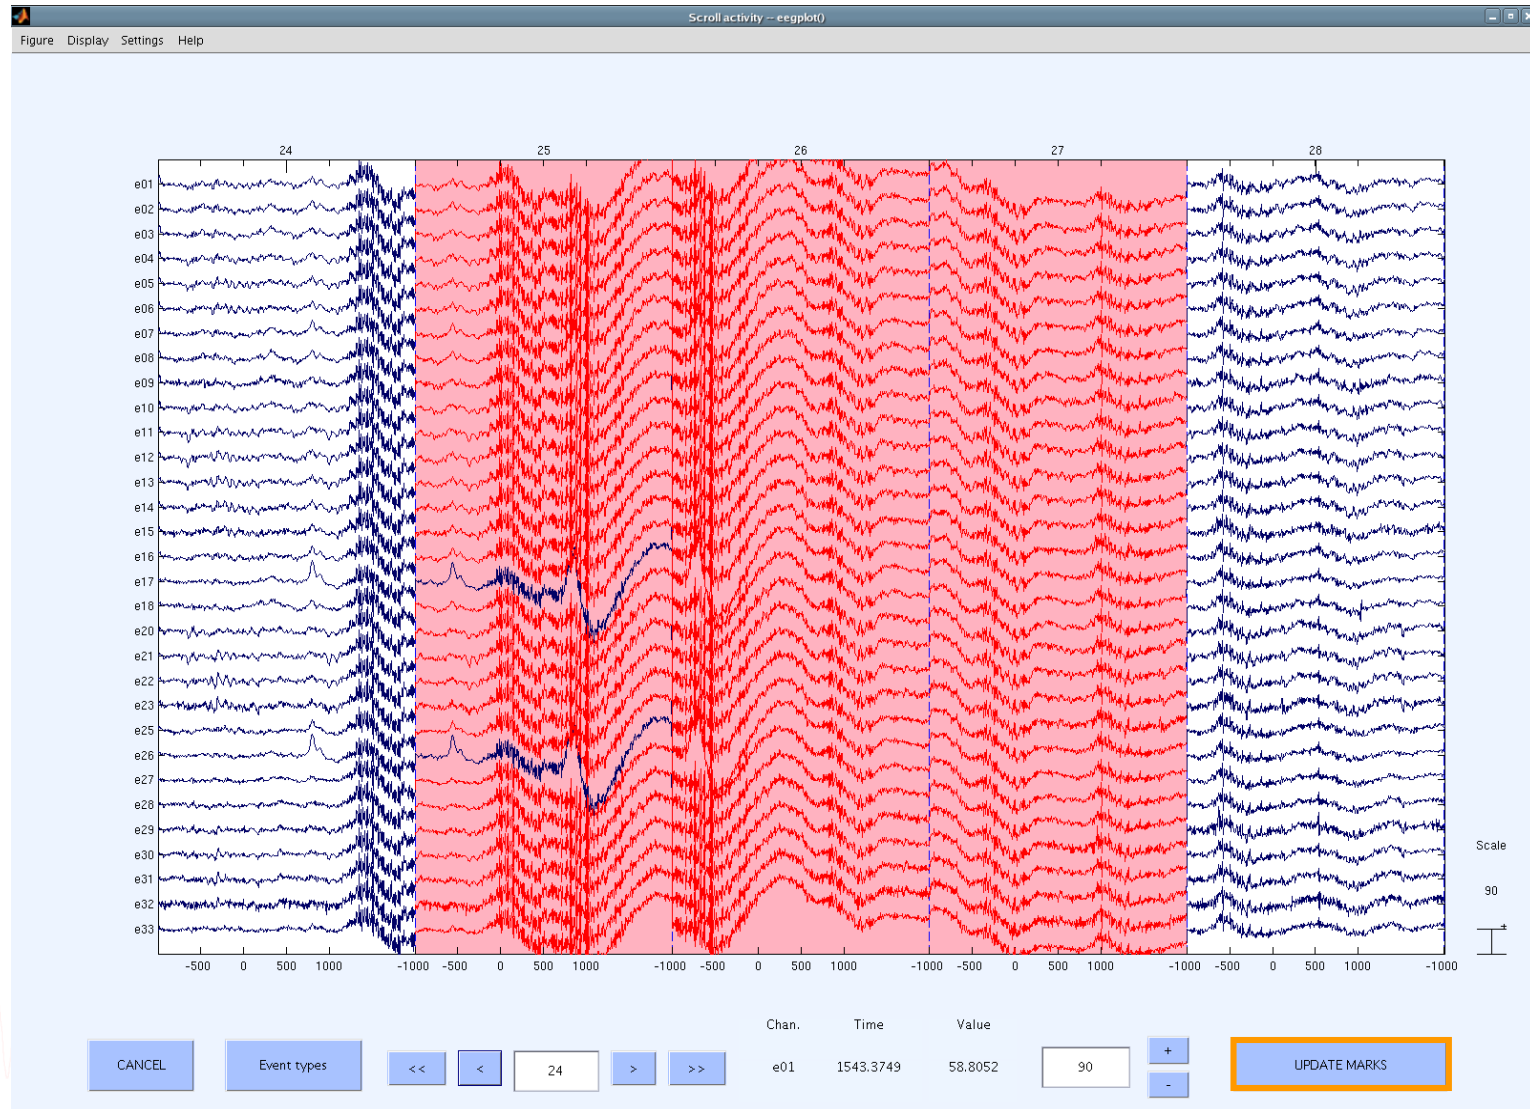 Scroll activity -- eegplot()
Figure Display Settings Help
24 25 26 27 28
e01
e02
e03
e04
e05
e06
e07
e08
e09
e10
e11
e12
e13
e14
e15
e16
e17
e18
e20
e21
e22
e23
e25
e26
e27
e28
e29
e30
e31
e32
e33
Scale
90
+
-500 0 500 1000 -1000 -500 0 500 1000 -1000 -500 0 500 1000 -1000 -500 0 500 1000 -1000 -500 0 500 1000 -1000
Chan. Time Value
CANCEL Event types << < 24 > >> e01 1543.3749 58.8052 90 + - UPDATE MARKS